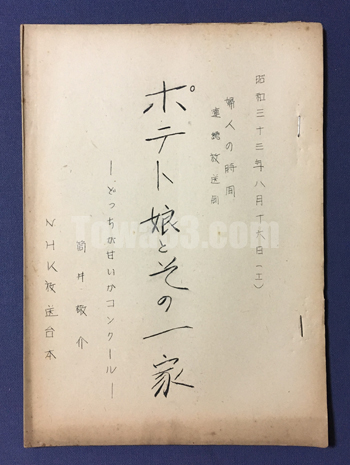 昭和三十三年八月十六日(土)
婦人の時間
連続放送劇
ポテト娘とその一家
―どっちが甘いかコンクール―
筒井敬介
NHK放送台本
Towa33.com